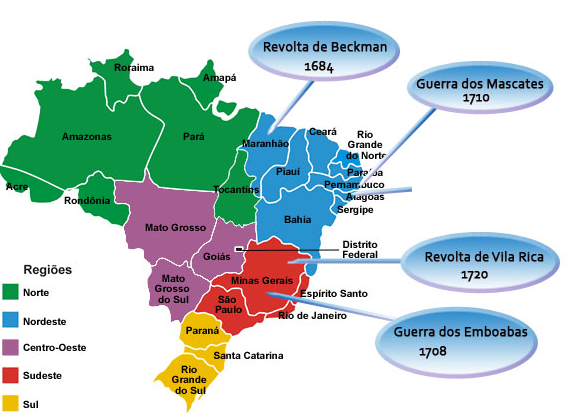 Revolta de Beckman
1684
Guerra dos Mascates
1710
Roraima
Amapá
Amazonas
Pará
Maranhão
Ceará
Rio
Grande
do Norte
Piauí
Paraíba
Pernambuco
Alagoas
Sergipe
Acre
Rondônia
Tocantins
Bahia
Mato Grosso
Goiás
Distrito
Federal
Revolta de Vila Rica
1720
Mato
Grosso
do Sul
Minas Gerais
Espírito Santo
São
Paulo
Rio de Janeiro
Guerra dos Emboabas
1708
Paraná
Santa Catarina
Rio
Grande
do Sul
Regiões
Norte
Nordeste
Centro-Oeste
Sudeste
Sul